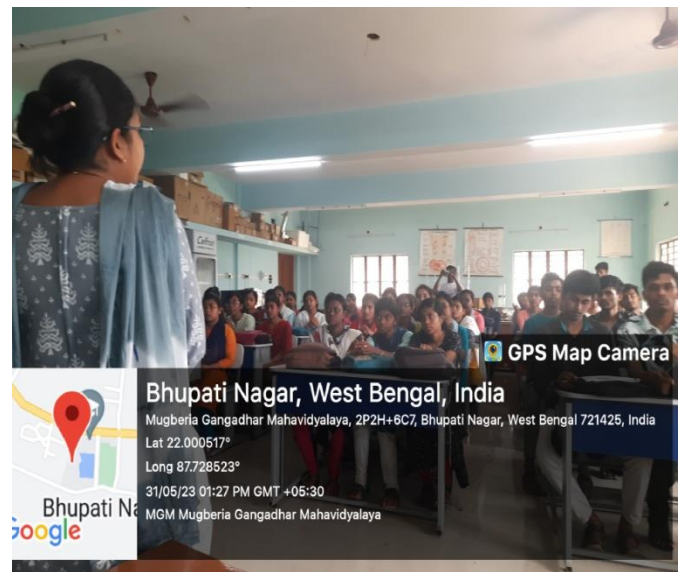 GPS Map Camera
Bhupati Nagar, West Bengal, India
Mugberia Gangadhar Mahavidyalaya, 2P2H+6C7, Bhupati Nagar, West Bengal 721425, India
Lat 22.000517°
Long 87.728523°
31/05/23 01:27 PM GMT +05:30
MGM Mugberia Gangadhar Mahavidyalaya
Bhupati Na
Google